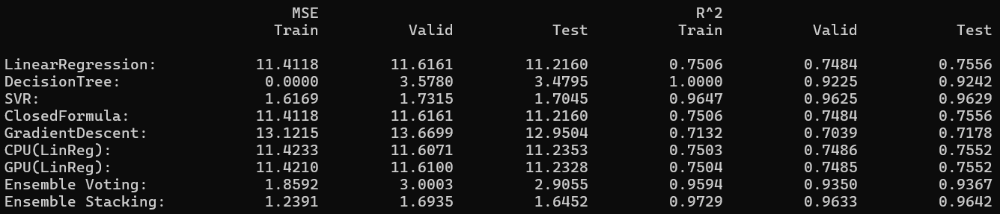 MSE R^2
Train Valid Test Train Valid Test
LinearRegression: 11.4118 11.6161 11.2160 0.7506 0.7484 0.7556
DecisionTree: 0.0000 3.5780 3.4795 1.0000 0.9225 0.9242
SVR: 1.6169 1.7315 1.7045 0.9647 0.9625 0.9629
ClosedFormula: 11.4118 11.6161 11.2160 0.7506 0.7484 0.7556
GradientDescent: 13.1215 13.6699 12.9504 0.7132 0.7039 0.7178
CPU(LinReg): 11.4233 11.6071 11.2353 0.7503 0.7486 0.7552
GPU(LinReg): 11.4210 11.6100 11.2328 0.7504 0.7485 0.7552
Ensemble Voting: 1.8592 3.0003 2.9055 0.9594 0.9350 0.9367
Ensemble Stacking: 1.2391 1.6935 1.6452 0.9729 0.9633 0.9642